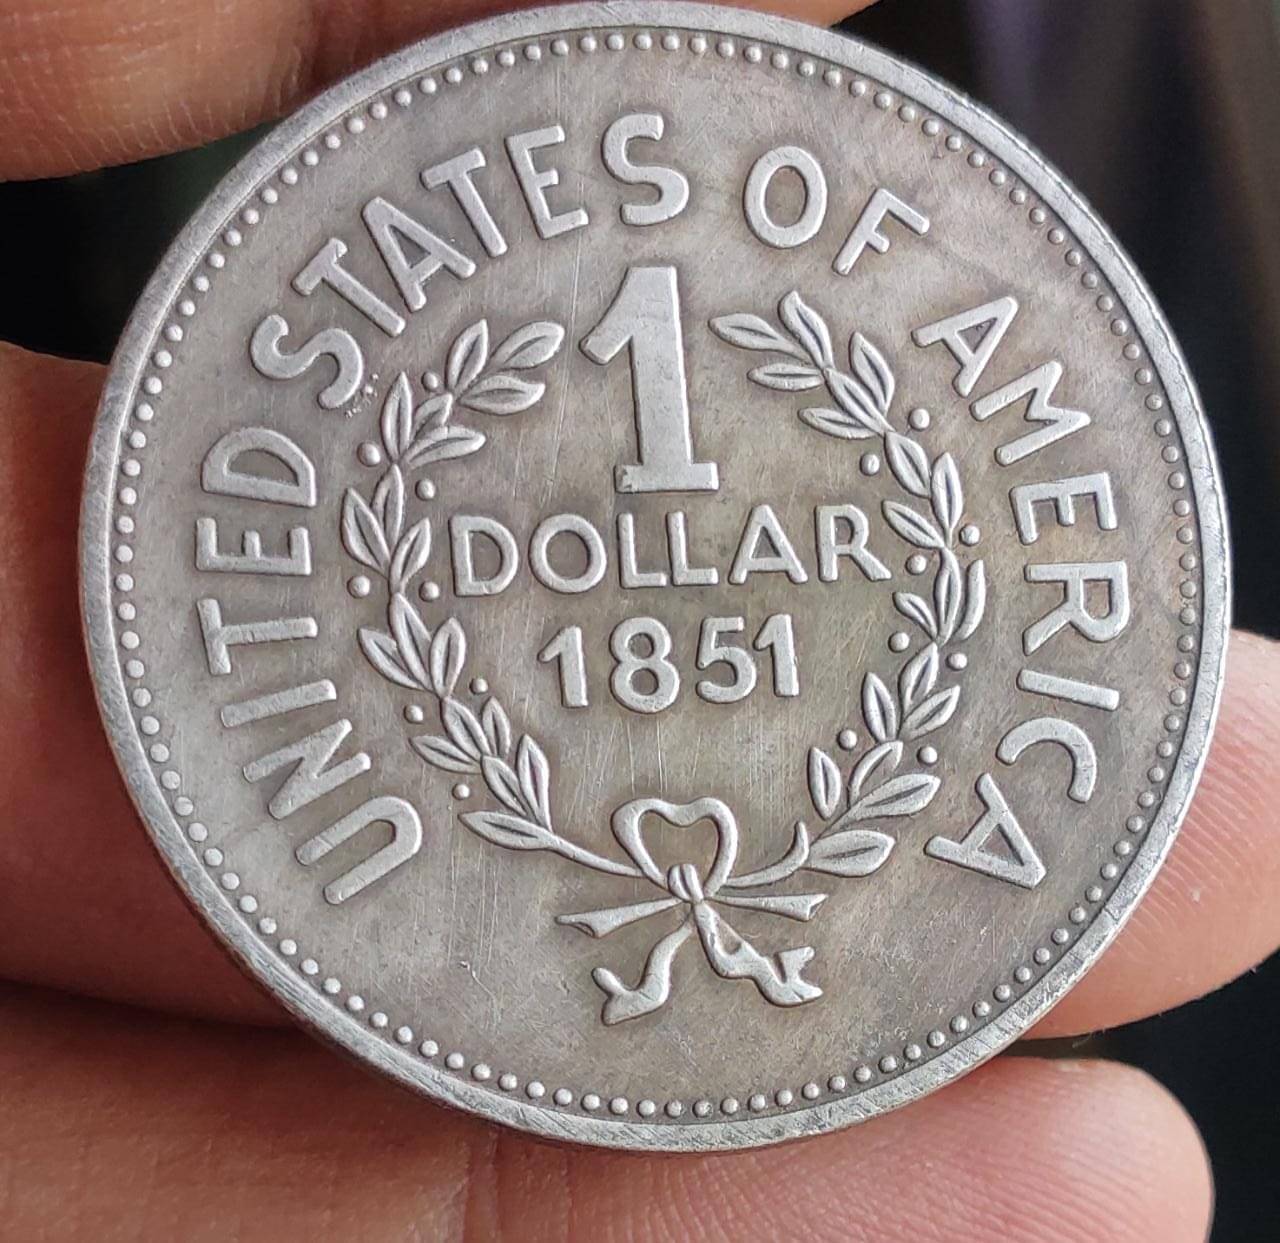 UNITED STATES OF AMERICA
1
DOLLAR
1851